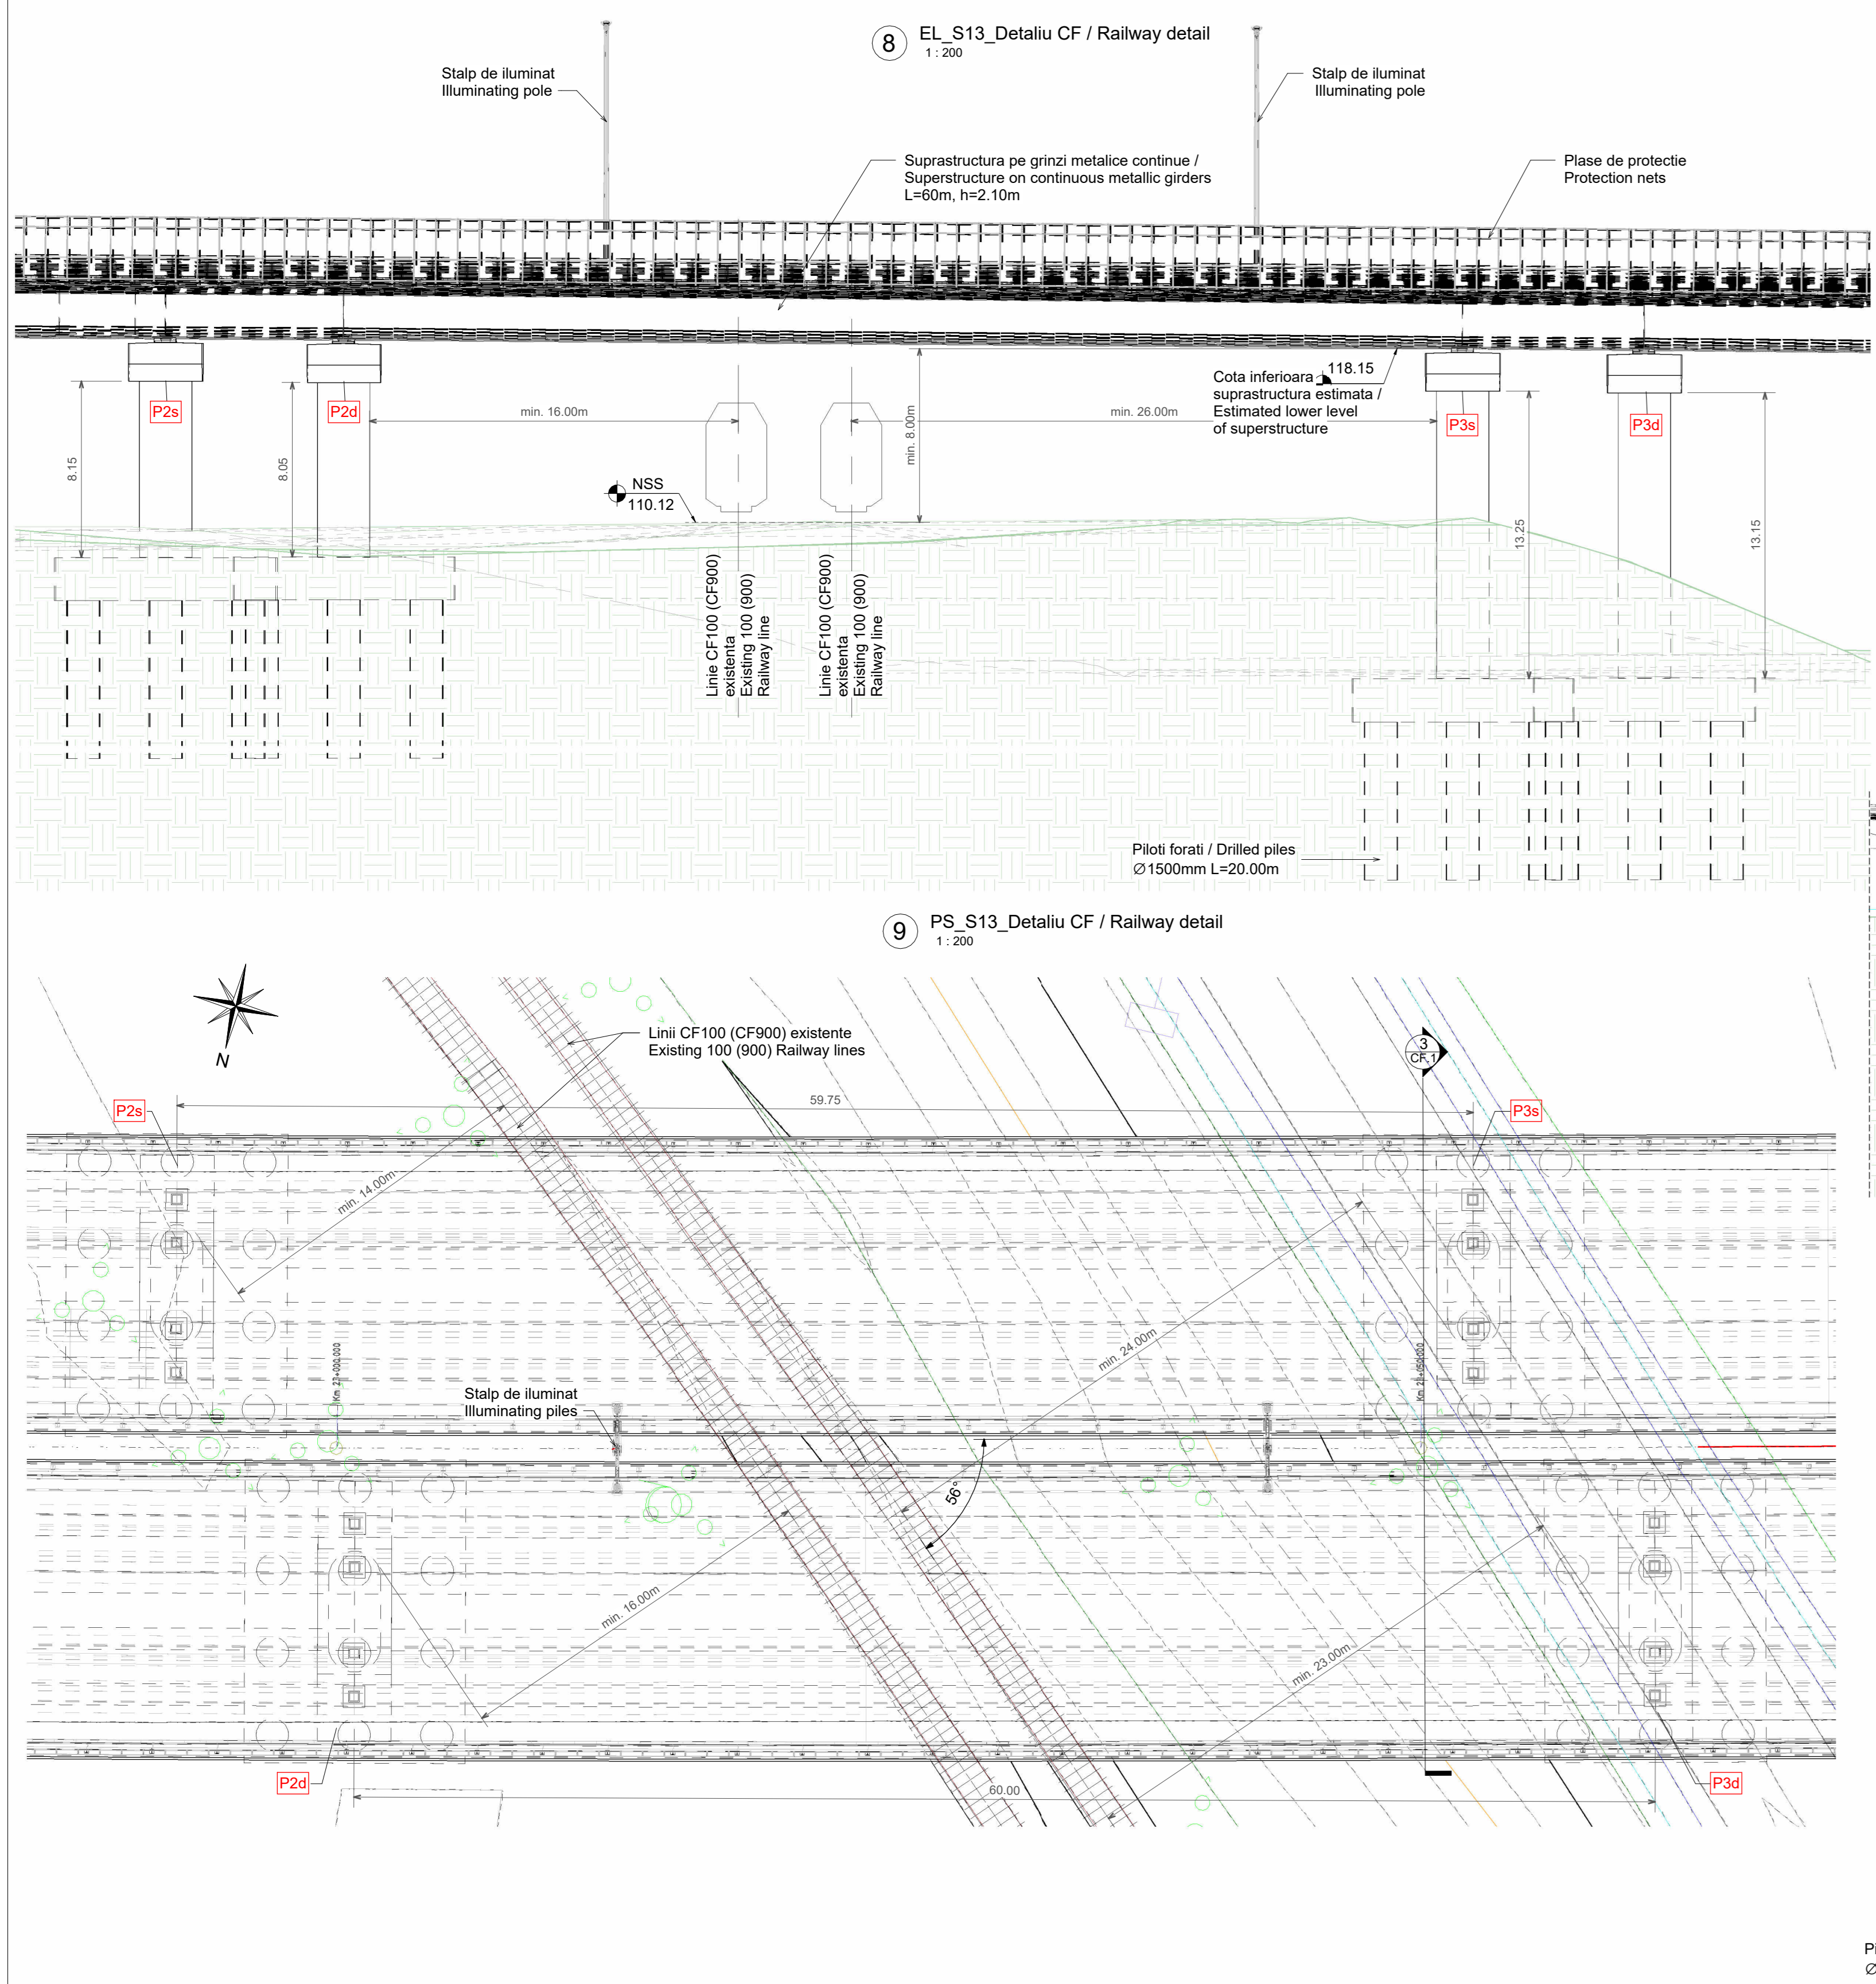 8
EL_S13_Detaliu CF / Railway detail
1 : 200
Stalp de iluminat
Illuminating pole
Stalp de iluminat
Illuminating pole
Suprastructura pe grinzi metalice continue /
Superstructure on continuous metallic girders
L=60m, h=2.10m
Plase de protectie
Protection nets
118.15
Cota inferioara
suprastructura estimata /
Estimated lower level
of superstructure
P2s
P2d
min. 16.00m
min. 8.00m
min. 26.00m
P3s
P3d
8.15
8.05
NSS
110.12
13.25
13.15
Linie CF100 (CF900)
existenta
Existing 100 (900)
Railway line
Linie CF100 (CF900)
existenta
Existing 100 (900)
Railway line
Piloti forati / Drilled piles
Ø1500mm L=20.00m
9
PS_S13_Detaliu CF / Railway detail
1 : 200
N
Linii CF100 (CF900) existente
Existing 100 (900) Railway lines
3
CF.1
P2s
59.75
P3s
min. 14.00m
min. 24.00m
Stalp de iluminat
Illuminating piles
56°
min. 16.00m
min. 23.00m
P2d
60.00
P3d
Ø